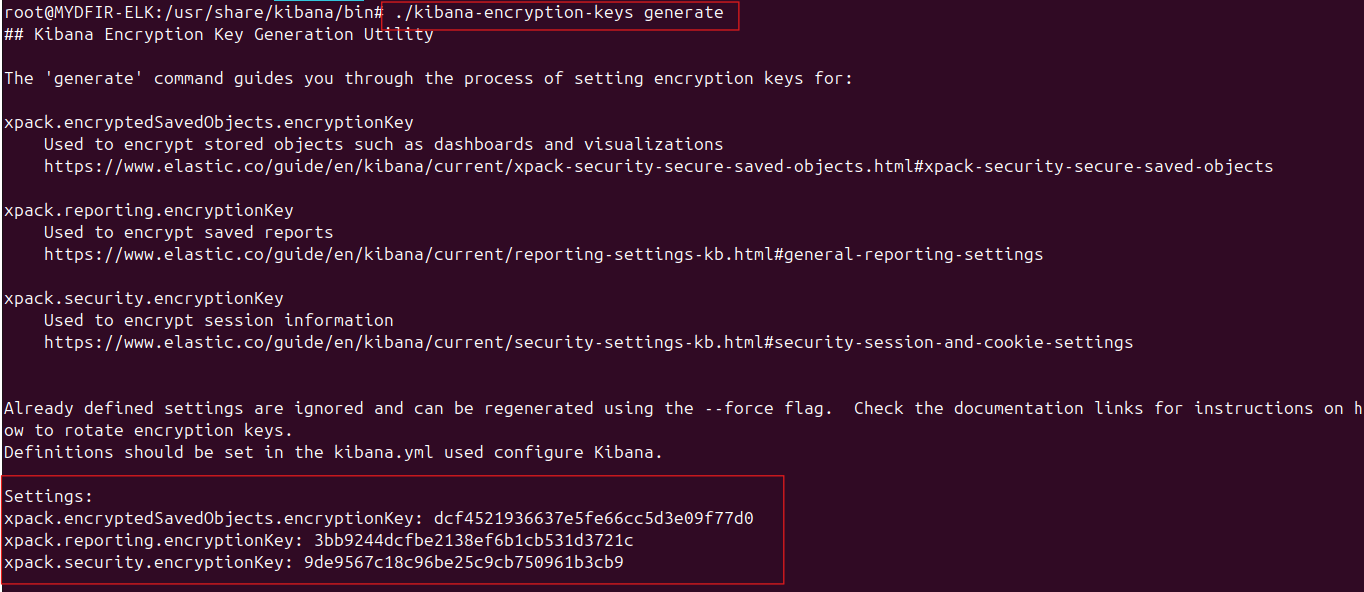 root@MYDFIR-ELK:/usr/share/kibana/bin# ./kibana-encryption-keys generate
## Kibana Encryption Key Generation Utility
The 'generate' command guides you through the process of setting encryption keys for:
xpack.encryptedSavedObjects.encryptionKey
    Used to encrypt stored objects such as dashboards and visualizations
    https://www.elastic.co/guide/en/kibana/current/xpack-security-secure-saved-objects.html#xpack-security-secure-saved-objects
xpack.reporting.encryptionKey
    Used to encrypt saved reports
    https://www.elastic.co/guide/en/kibana/current/reporting-settings-kb.html#general-reporting-settings
xpack.security.encryptionKey
    Used to encrypt session information
    https://www.elastic.co/guide/en/kibana/current/security-settings-kb.html#security-session-and-cookie-settings
Already defined settings are ignored and can be regenerated using the --force flag.  Check the documentation links for instructions on h
ow to rotate encryption keys.
Definitions should be set in the kibana.yml used configure Kibana.
Settings:
xpack.encryptedSavedObjects.encryptionKey: dcf4521936637e5fe66cc5d3e09f77d0
xpack.reporting.encryptionKey: 3bb9244dcfbe2138ef6b1cb531d3721c
xpack.security.encryptionKey: 9de9567c18c96be25c9cb750961b3cb9